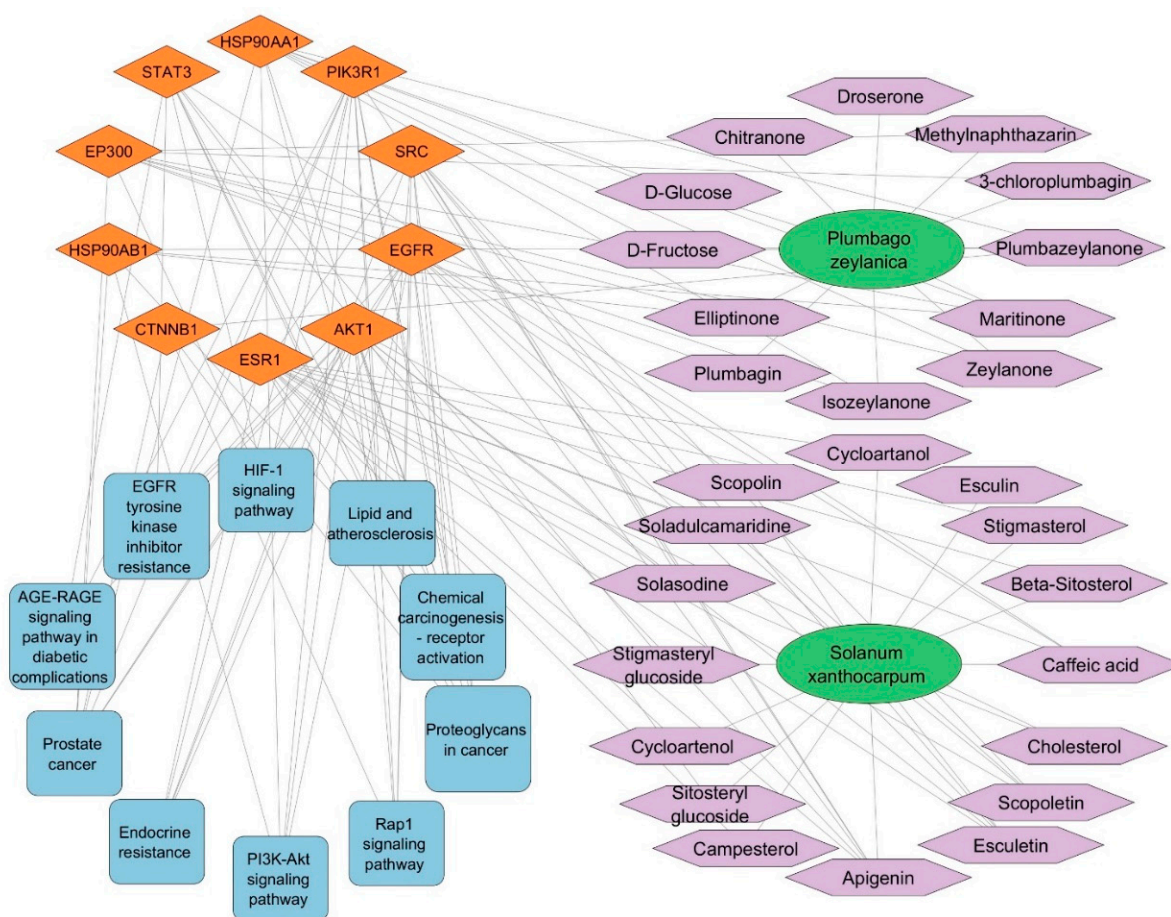 HSP90AA1
STAT3
PIK3R1
EP300
SRC
HSP90AB1
EGFR
CTNNB1
AKT1
ESR1
EGFR
tyrosine
kinase
inhibitor
resistance
HIF-1
signaling
pathway
Lipid and
atherosclerosis
AGE-RAGE
signaling
pathway in
diabetic
complications
Chemical
carcinogenesis
- receptor
activation
Prostate
cancer
Proteoglycans
in cancer
Endocrine
resistance
PI3K-Akt
signaling
pathway
Rap1
signaling
pathway
Droserone
Chitranone
Methylnaphthazarin
3-chloroplumbagin
D-Glucose
Plumbago
zeylanica
D-Fructose
Plumbazeylanone
Elliptinone
Maritinone
Plumbagin
Zeylanone
Isozeylanone
Cycloartanol
Scopolin
Esculin
Soladulcamaridine
Stigmasterol
Solasodine
Beta-Sitosterol
Solanum
xanthocarpum
Stigmasteryl
glucoside
Caffeic acid
Cycloartenol
Cholesterol
Sitosteryl
glucoside
Scopoletin
Campesterol
Esculetin
Apigenin